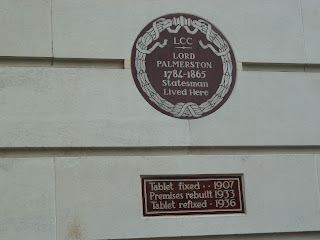 LCC
LORD
PALMERSTON
1784-1865
Statesman
Lived Here
Tablet fixed - - 1907
Premises rebuilt 1933
Tablet refixed - 1936